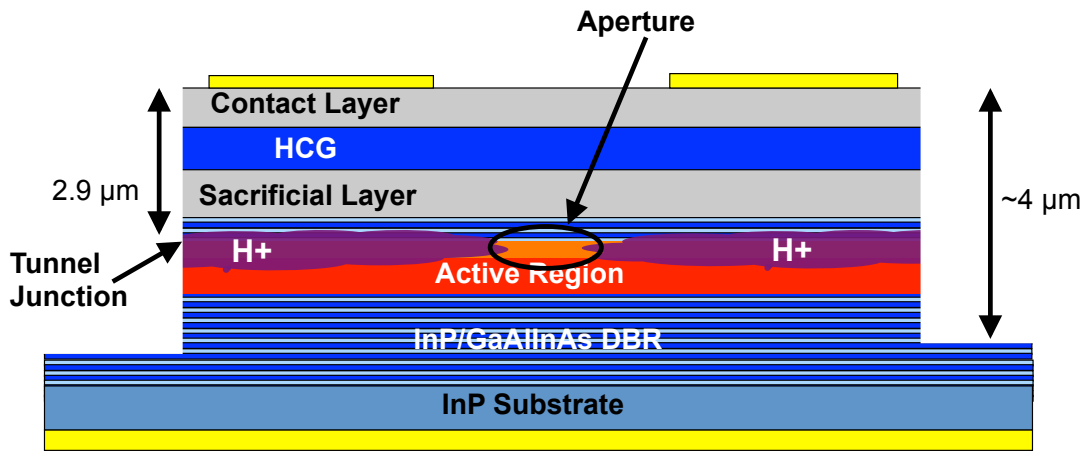 Aperture
Contact Layer
HCG
2.9 µm
Sacrificial Layer
~4 µm
H+
H+
Tunnel
Junction
Active Region
InP/GaAlInAs DBR
InP Substrate